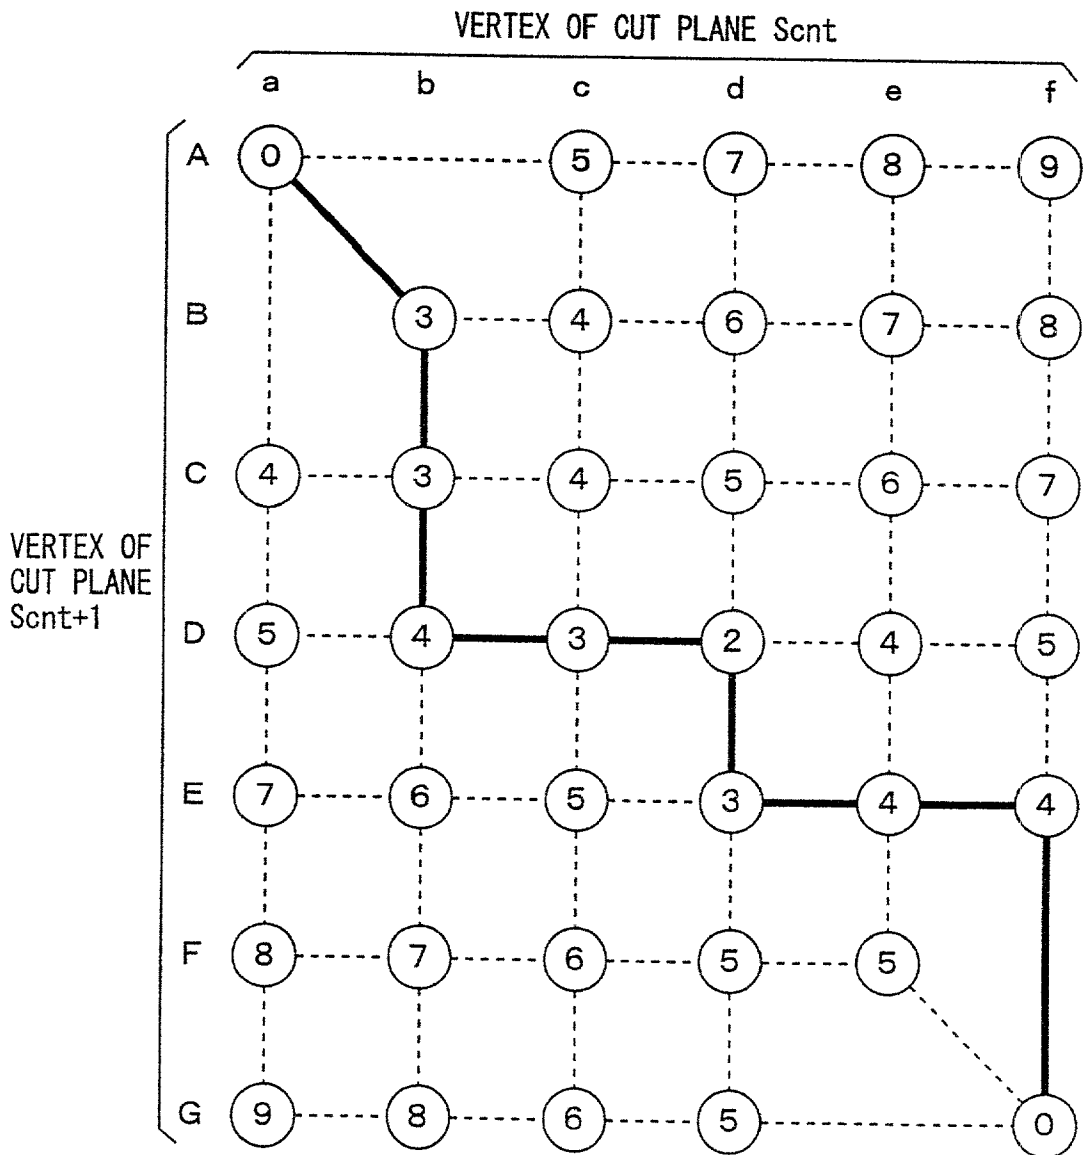 VERTEX OF CUT PLANE Scnt
a b c d e f
A 0 5 7 8 9
B 3 4 6 7 8
C 4 3 4 5 6 7
VERTEX OF
CUT PLANE
Scnt+1
D 5 4 3 2 4 5
E 7 6 5 3 4 4
F 8 7 6 5 5
G 9 8 6 5 0